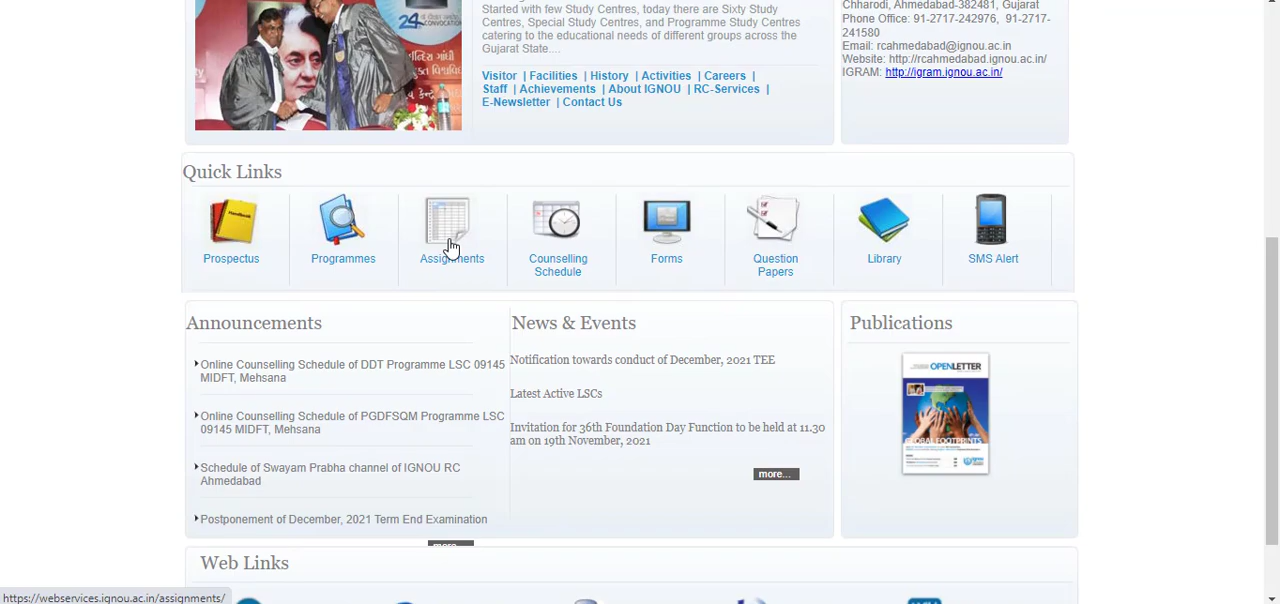 Started with few Study Centres, today there are Sixty Study
Centres, Special Study Centres, and Programme Study Centres
catering to the educational needs of different groups across the
Gujarat State....
Visitor | Facilities | History | Activities | Careers |
Staff | Achievements | About IGNOU | RC-Services |
E-Newsletter | Contact Us
Chharodi, Ahmedabad-382481, Gujarat
Phone Office: 91-2717-242976, 91-2717-
241580
Email: rcahmedabad@ignou.ac.in
Website: http://rcahmedabad.ignou.ac.in/
IGRAM: http://igram.ignou.ac.in/
Quick Links
Prospectus
Programmes
Assignments
Counselling
Schedule
Forms
Question
Papers
Library
SMS Alert
Announcements
Online Counselling Schedule of DDT Programme LSC 09145
MIDFT, Mehsana
Online Counselling Schedule of PGDFSQM Programme LSC
09145 MIDFT, Mehsana
Schedule of Swayam Prabha channel of IGNOU RC
Ahmedabad
Postponement of December, 2021 Term End Examination
more...
News & Events
Notification towards conduct of December, 2021 TEE
Latest Active LSCs
Invitation for 36th Foundation Day Function to be held at 11.30
am on 19th November, 2021
more...
Publications
OPENLETTER
GLOBAL FOOTPRINTS
Web Links
https://webservices.ignou.ac.in/assignments/